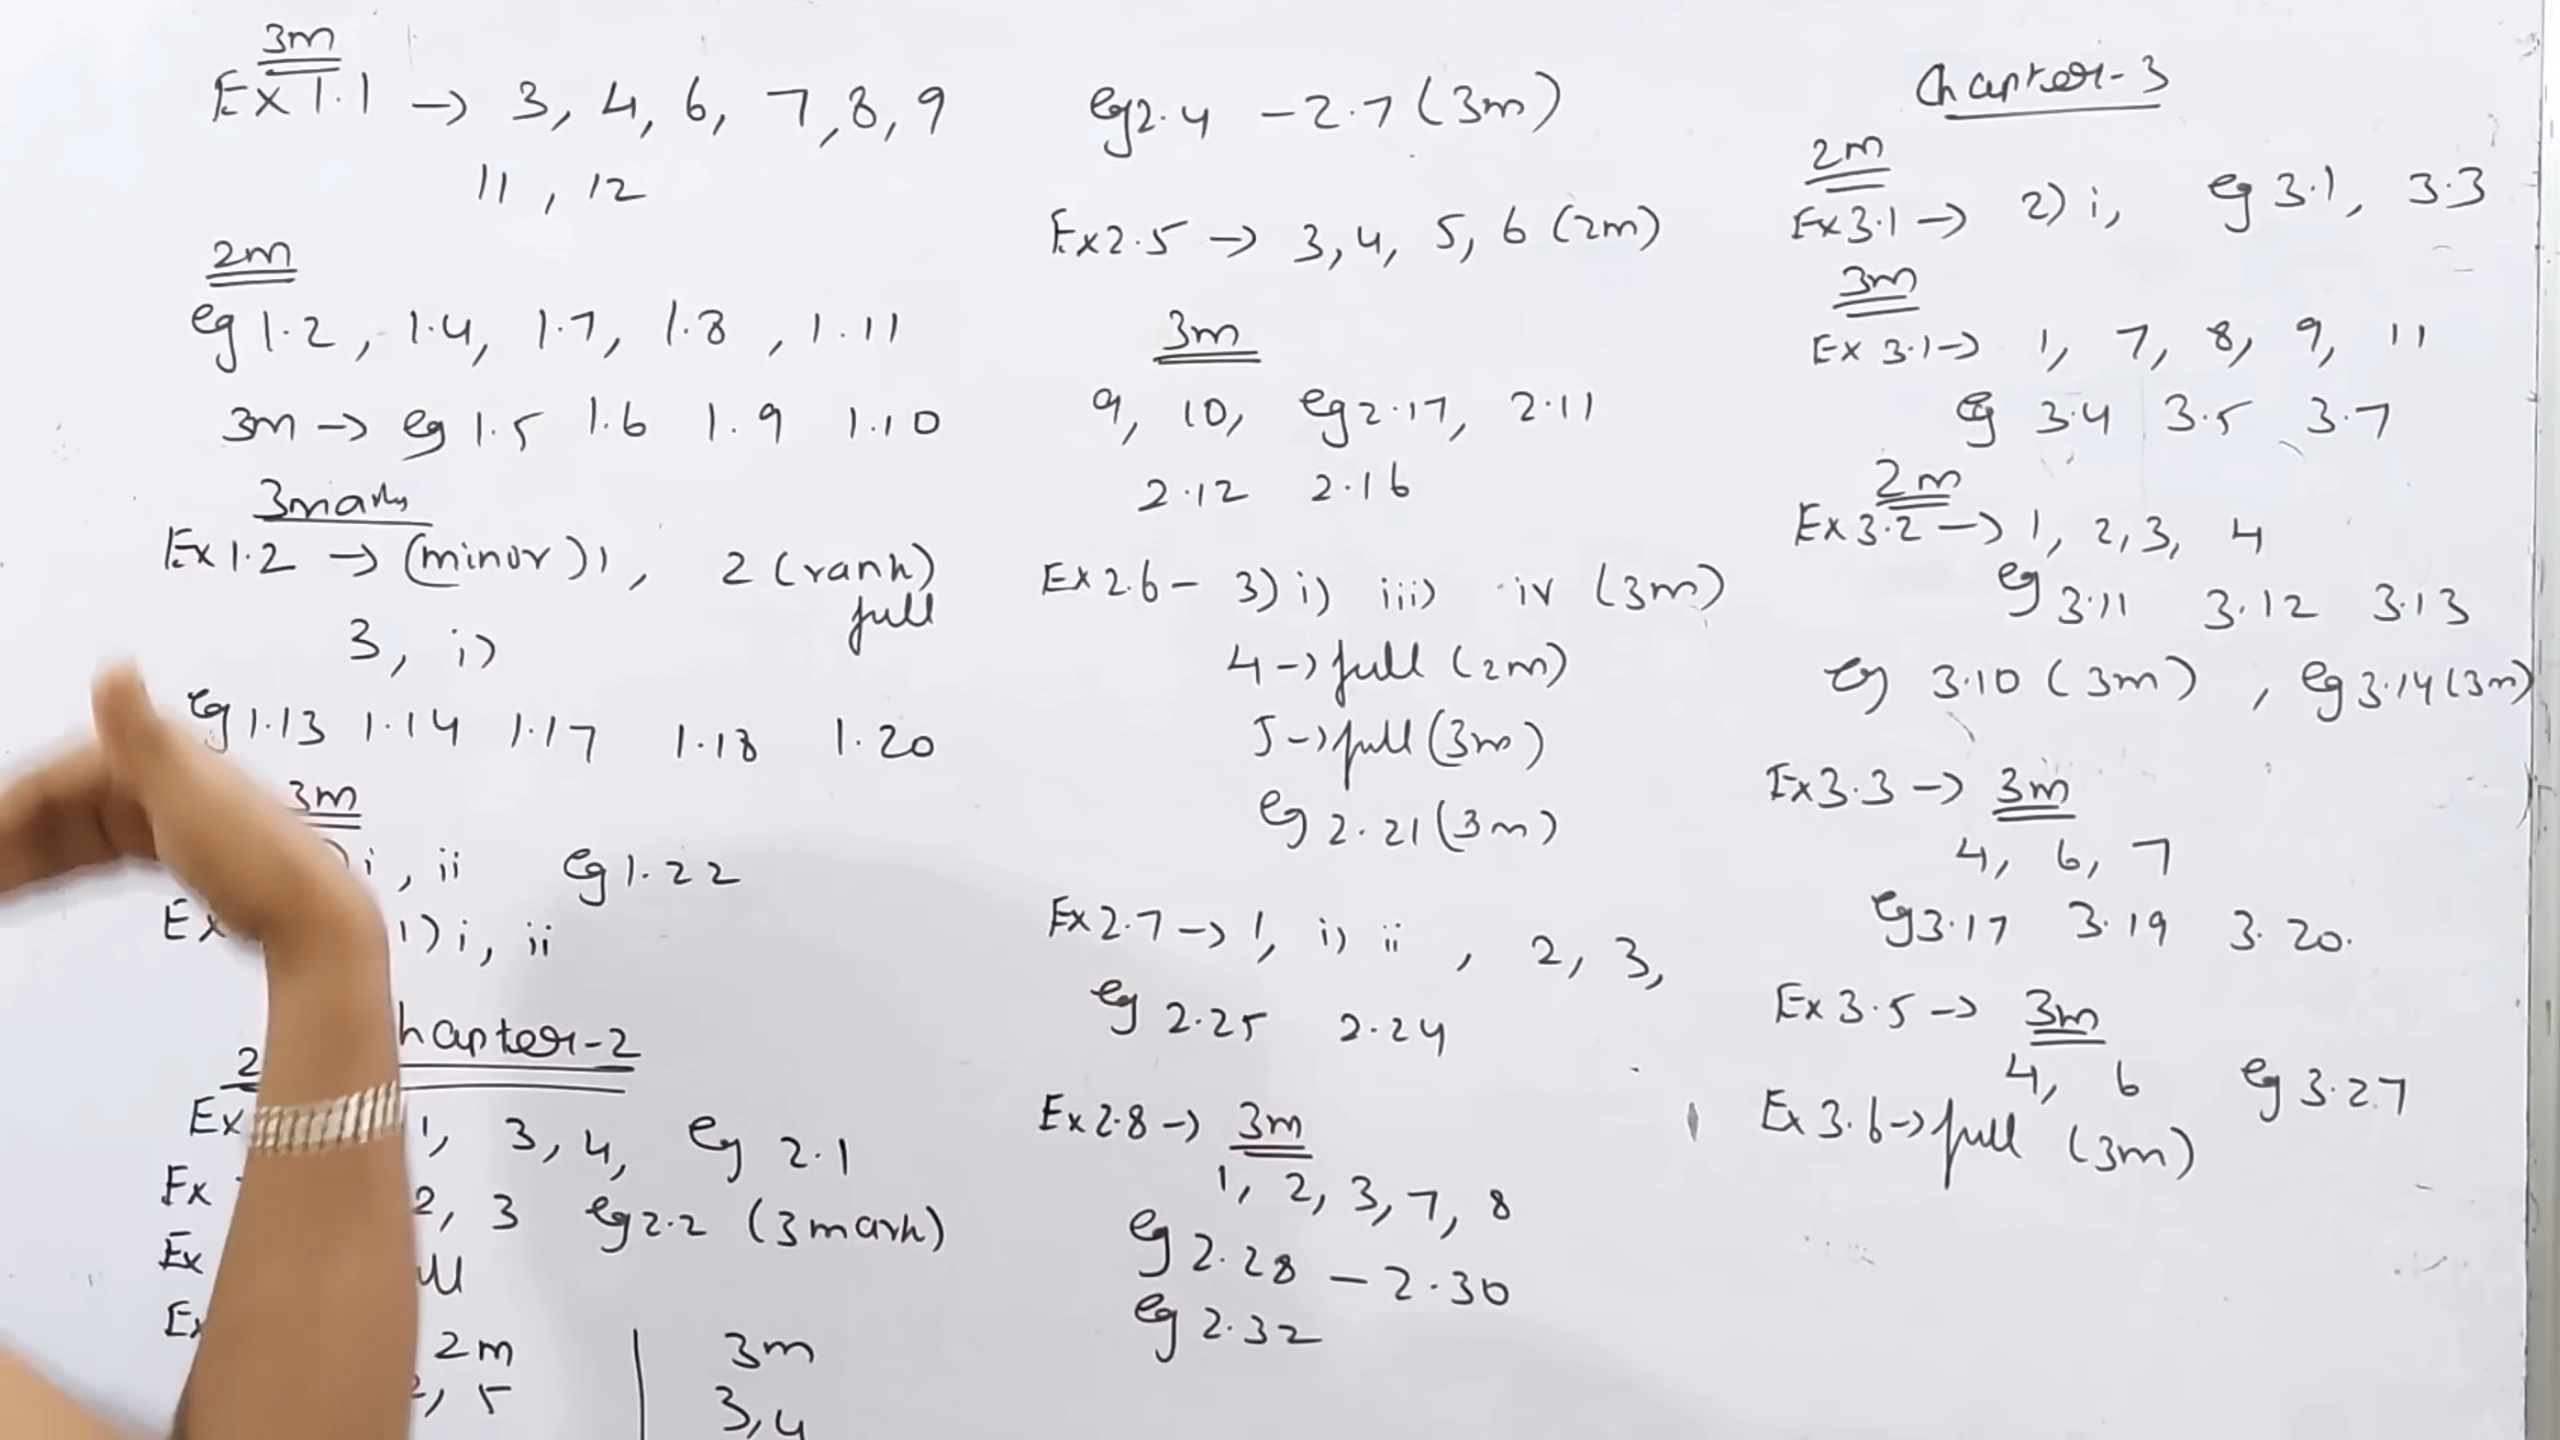 3m
Ex 1.1 → 3, 4, 6, 7, 8, 9
11, 12
2m
eg 1.2, 1.4, 1.7, 1.8, 1.11
3m → eg 1.5 1.6 1.9 1.10
3marks
Ex 1.2 → (minor) 1, 2 (rank)
full
3, i)
eg 1.13 1.14 1.17 1.18 1.20
3m
) i, ii eg 1.22
Ex 1) i, ii
hapter-2
2
Ex 1, 3, 4, eg 2.1
Ex 2, 3 eg 2.2 (3 mark)
Ex ll
Ex
2m 3m
2, 5 3, 4
eg 2.4 - 2.7 (3m)
Ex 2.5 → 3, 4, 5, 6 (2m)
3m
9, 10, eg 2.17, 2.11
2.12 2.16
Ex 2.6 - 3) i) iii) iv (3m)
4 → full (2m)
5 → full (3m)
eg 2.21 (3m)
Ex 2.7 → 1, i) ii, 2, 3,
eg 2.25 2.24
Ex 2.8 → 3m
1, 2, 3, 7, 8
eg 2.28 - 2.30
eg 2.32
Chapter-3
2m
Ex 3.1 → 2) i, eg 3.1, 3.3
3m
Ex 3.1 → 1, 7, 8, 9, 11
eg 3.4 3.5 3.7
2m
Ex 3.2 → 1, 2, 3, 4
eg 3.11 3.12 3.13
eg 3.10 (3m), eg 3.14 (3m)
Ex 3.3 → 3m
4, 6, 7
eg 3.17 3.19 3.20.
Ex 3.5 → 3m
4, 6 eg 3.27
Ex 3.6 → full (3m)